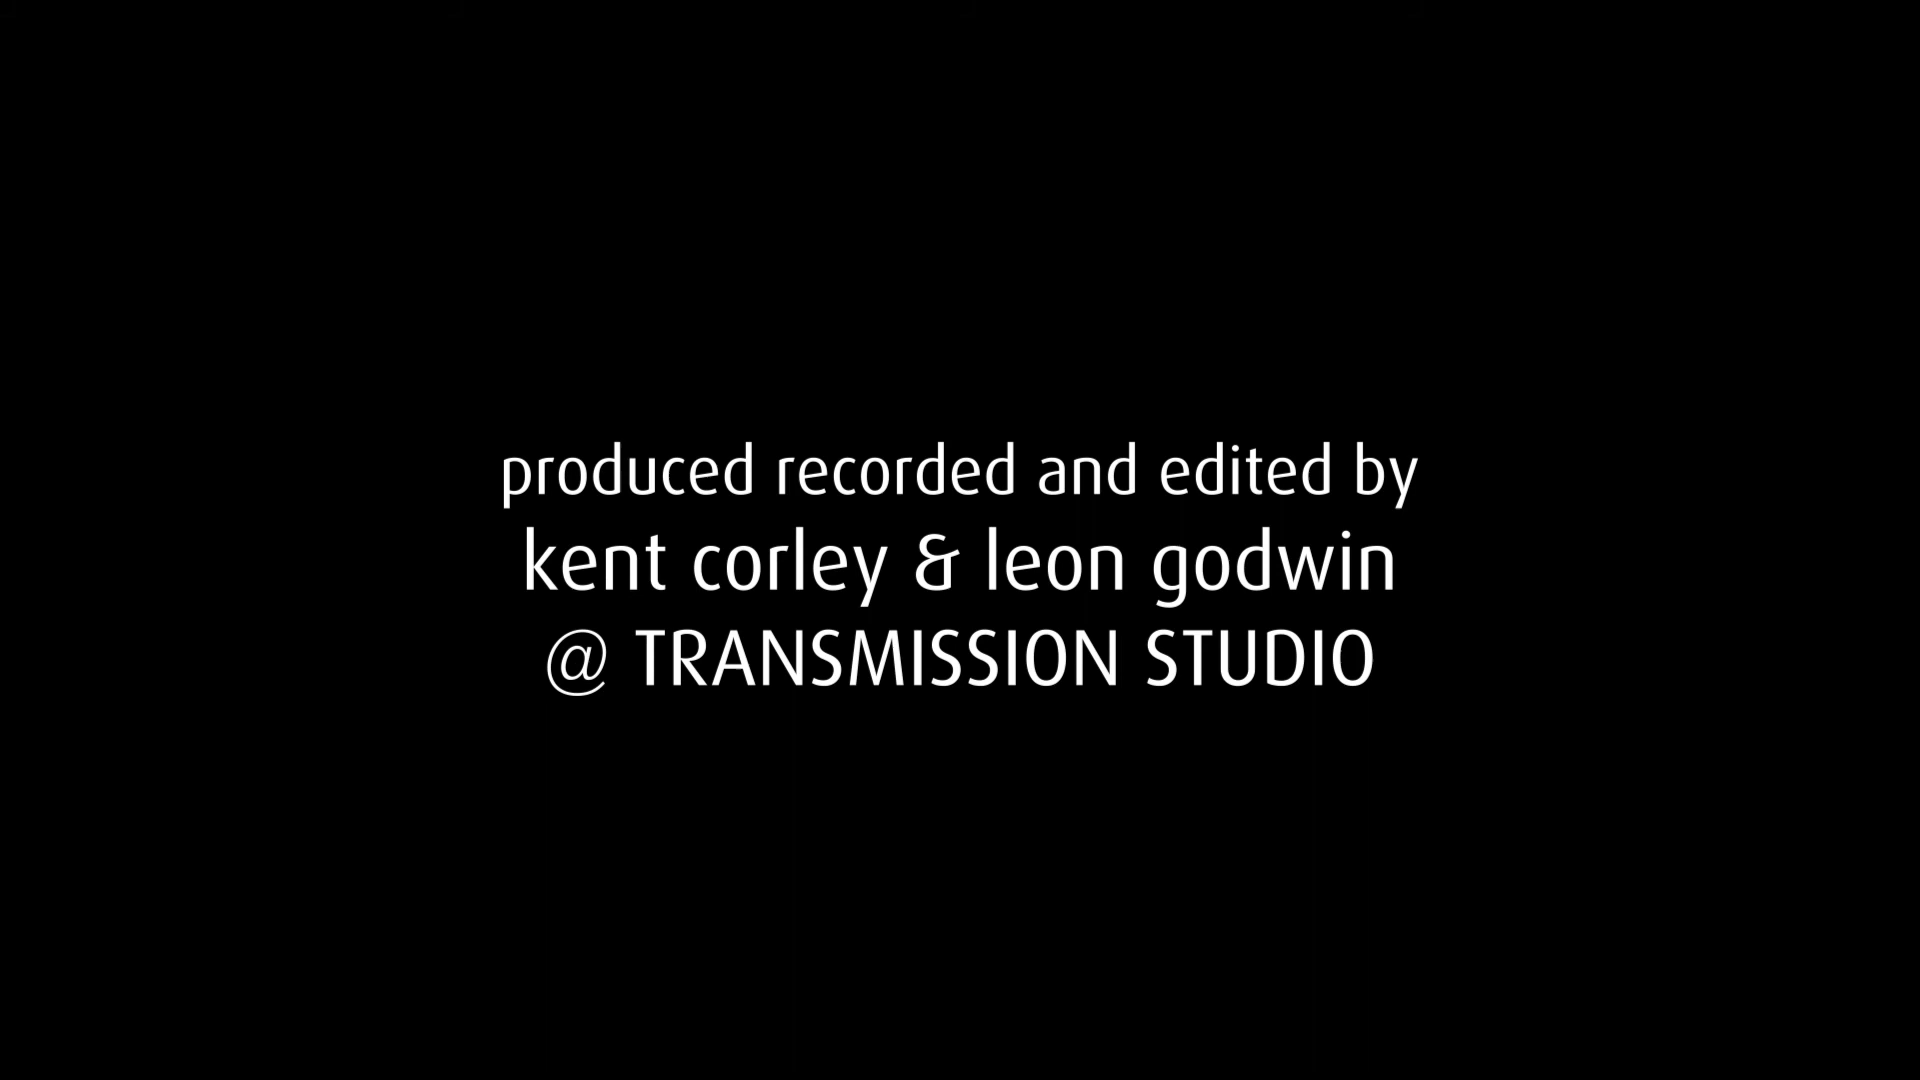 produced recorded and edited by
kent corley & leon godwin
@ TRANSMISSION STUDIO